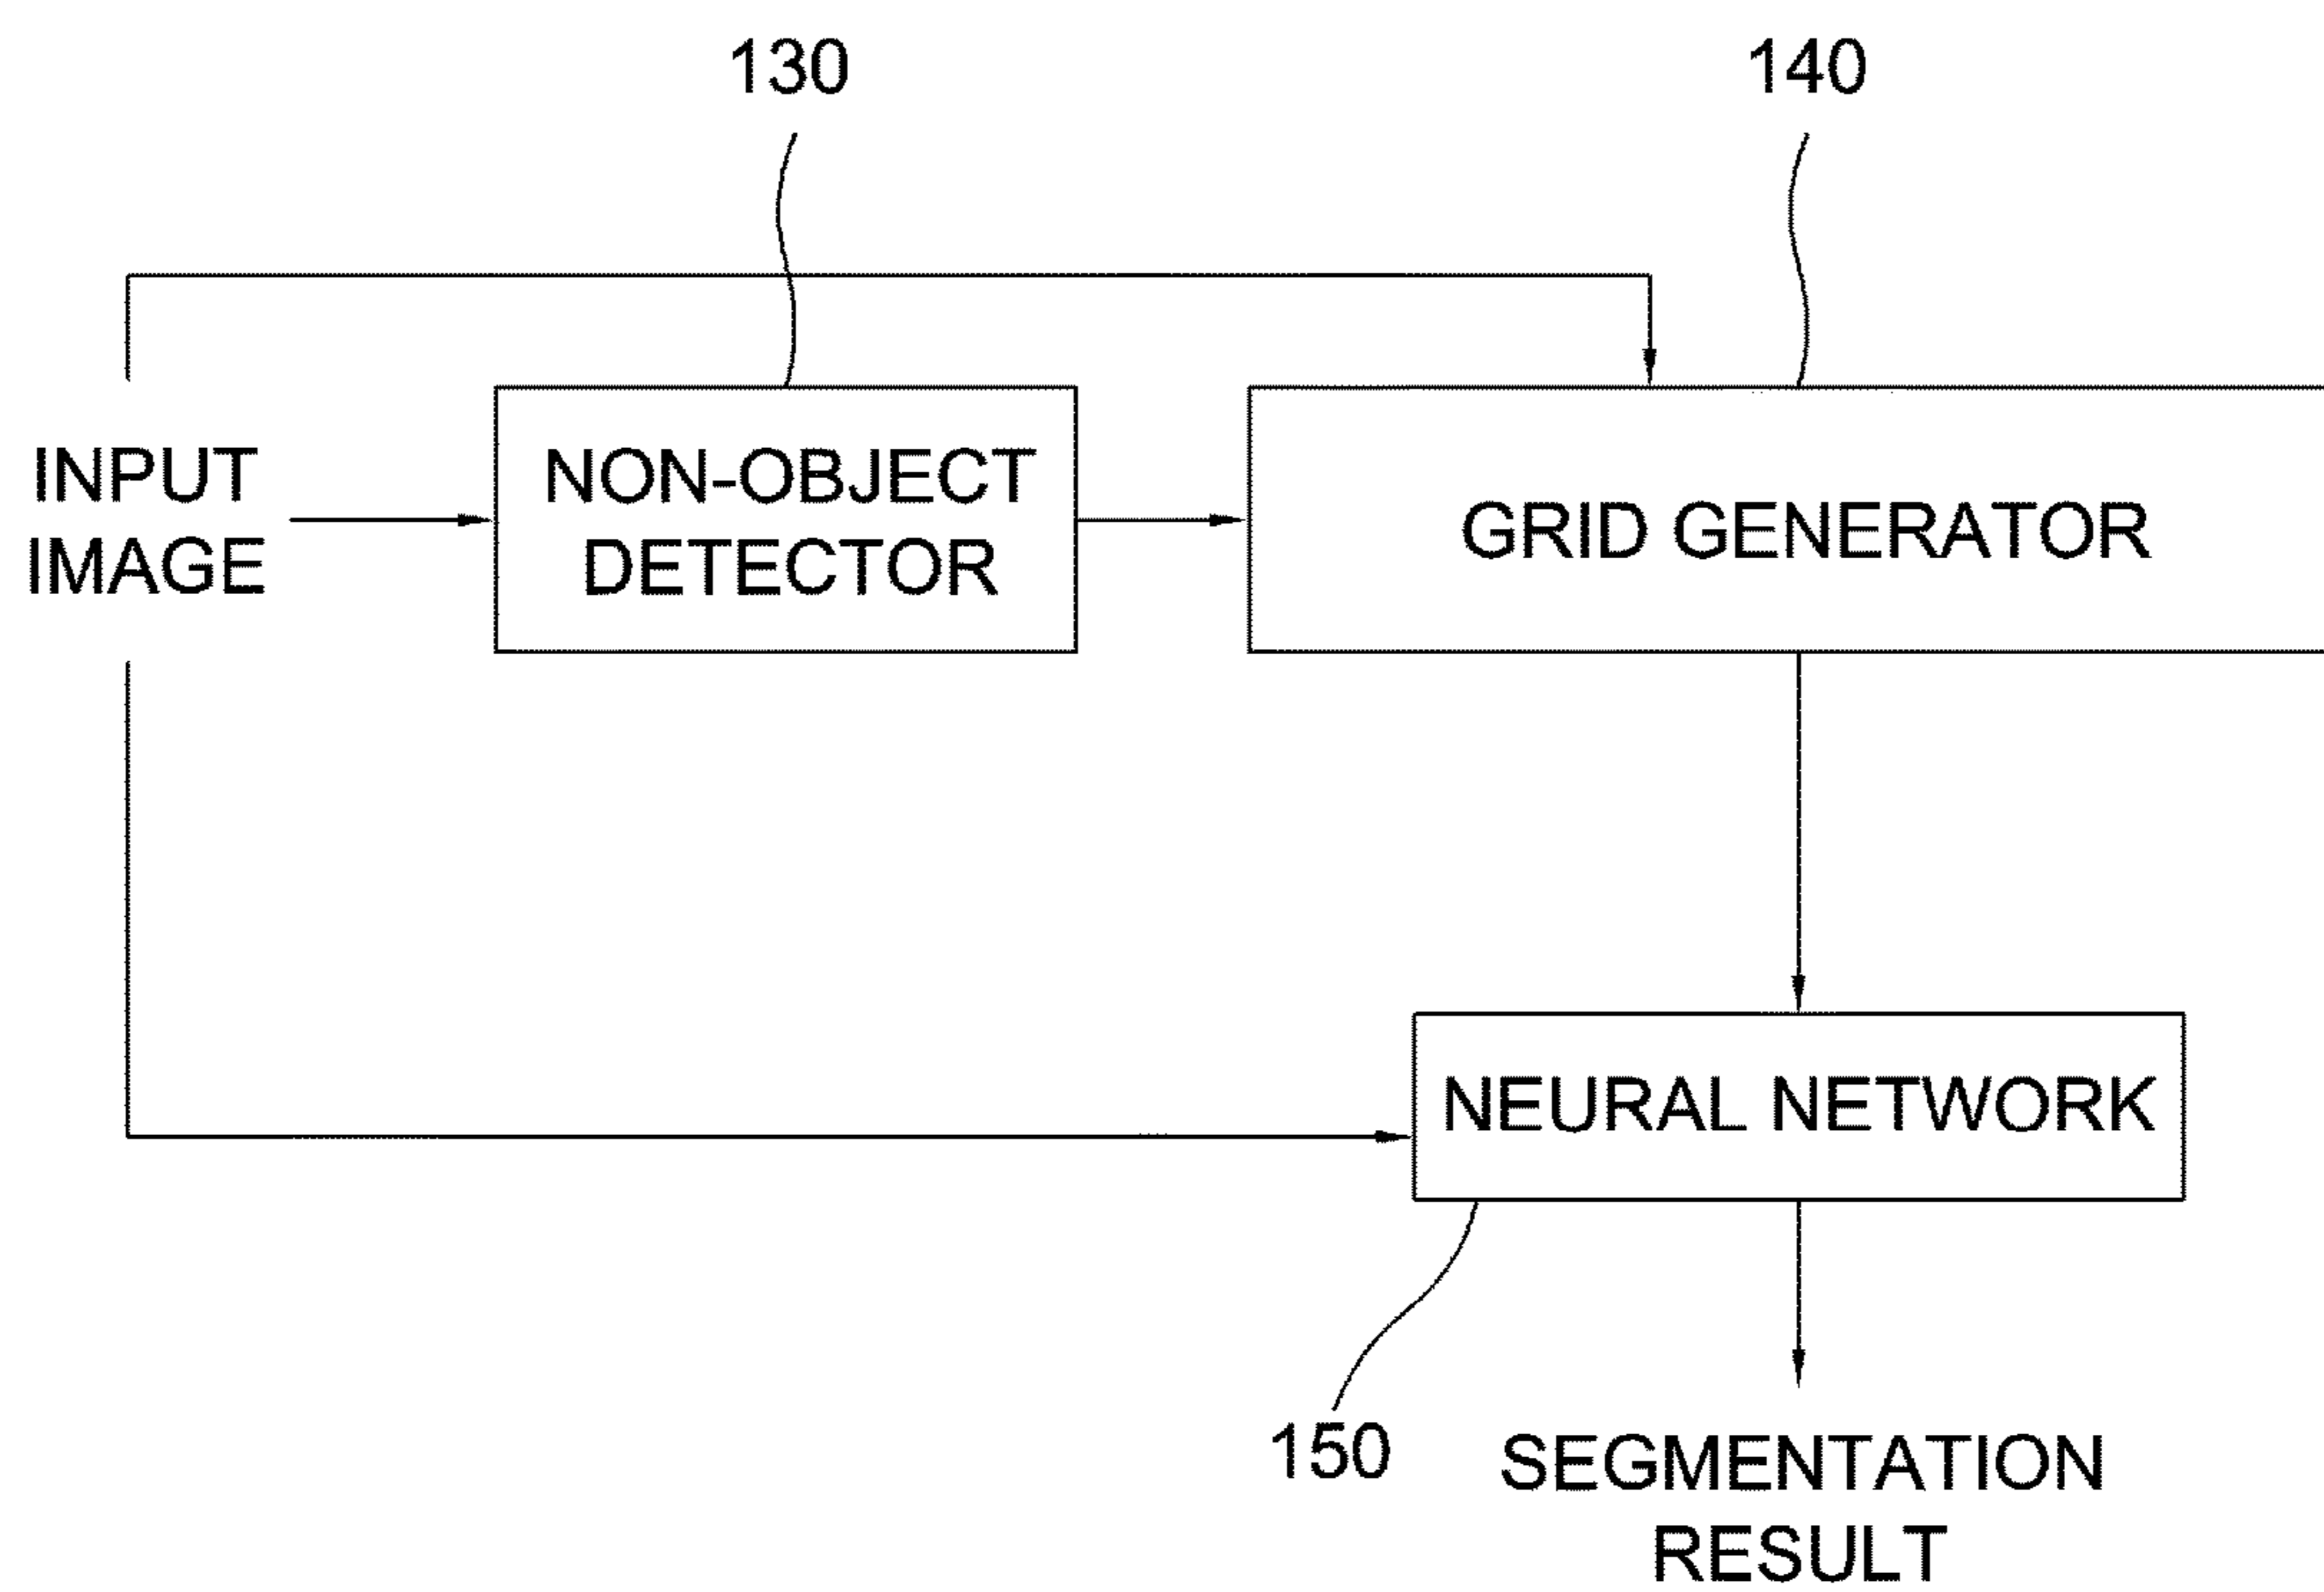 130
140
INPUT
IMAGE
NON-OBJECT
DETECTOR
GRID GENERATOR
NEURAL NETWORK
150
SEGMENTATION
RESULT